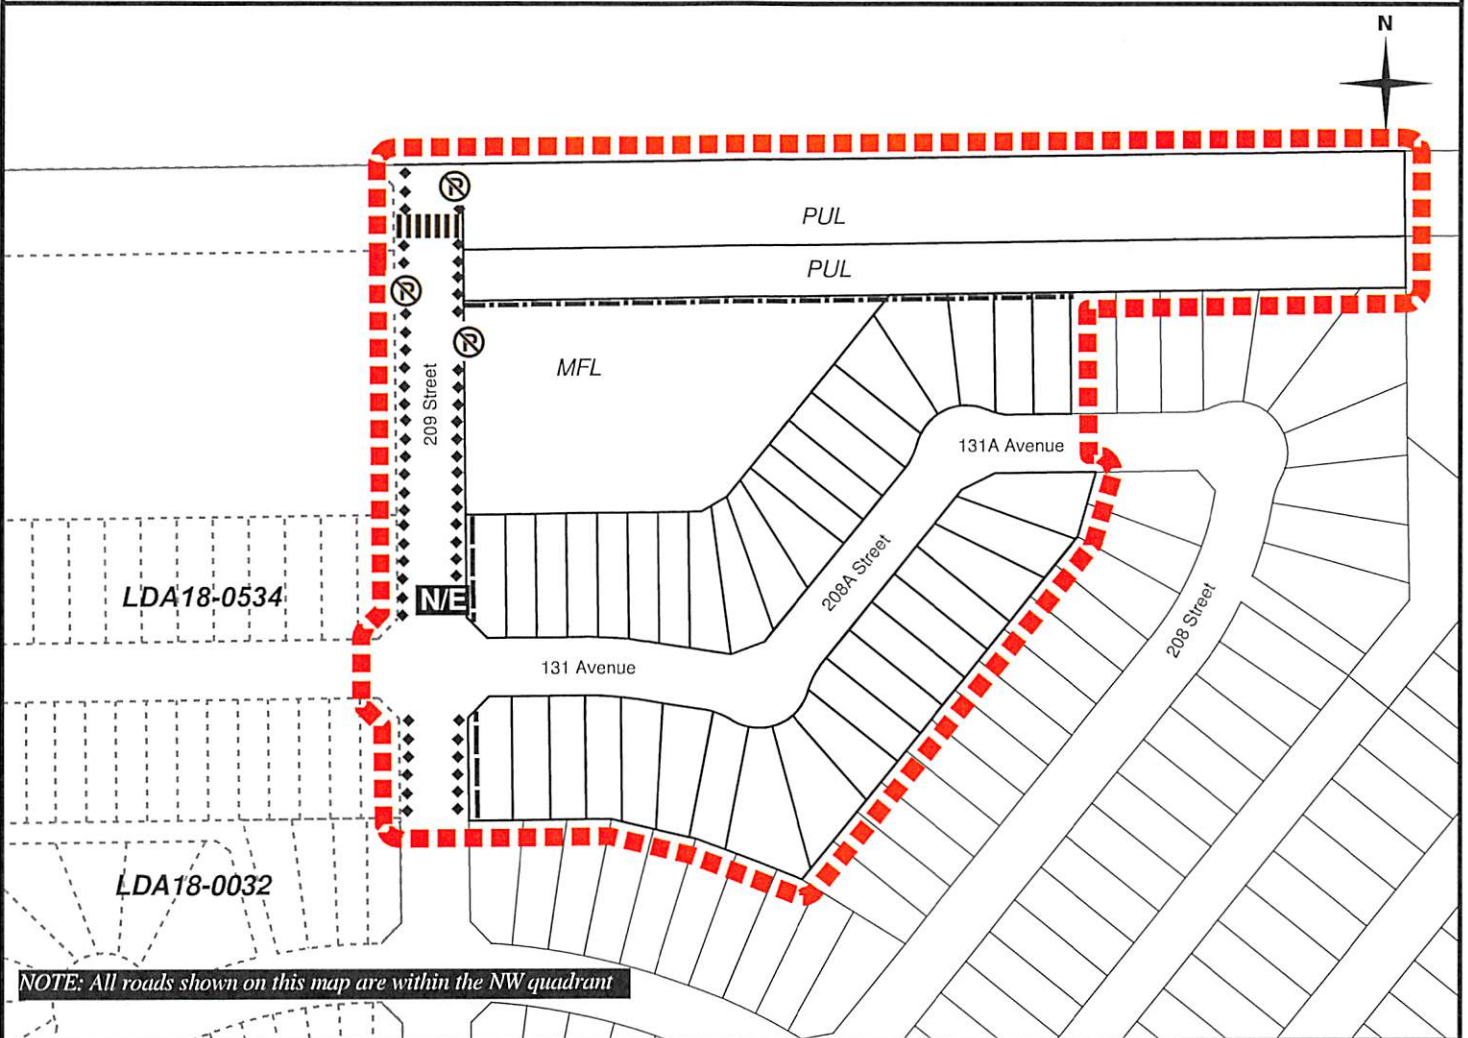 N
PUL
PUL
MFL
209 Street
131A Avenue
208A Street
208 Street
LDA18-0534
N/E
131 Avenue
LDA18-0032
NOTE: All roads shown on this map are within the NW quadrant